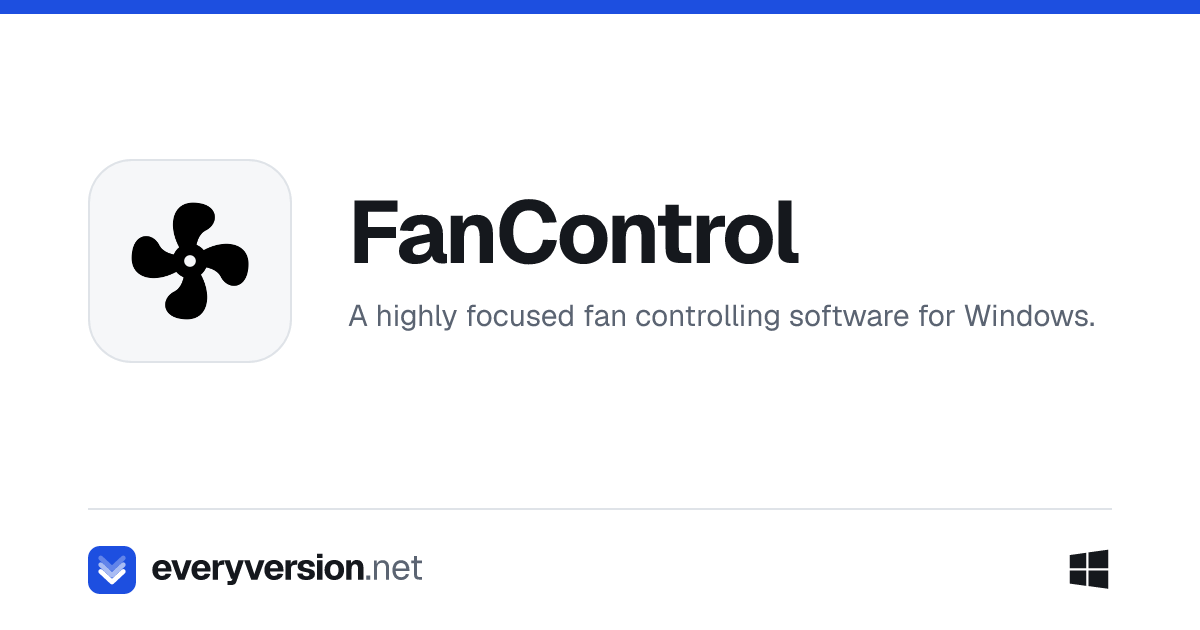 FanControl
A highly focused fan controlling software for Windows.
everyversion.net